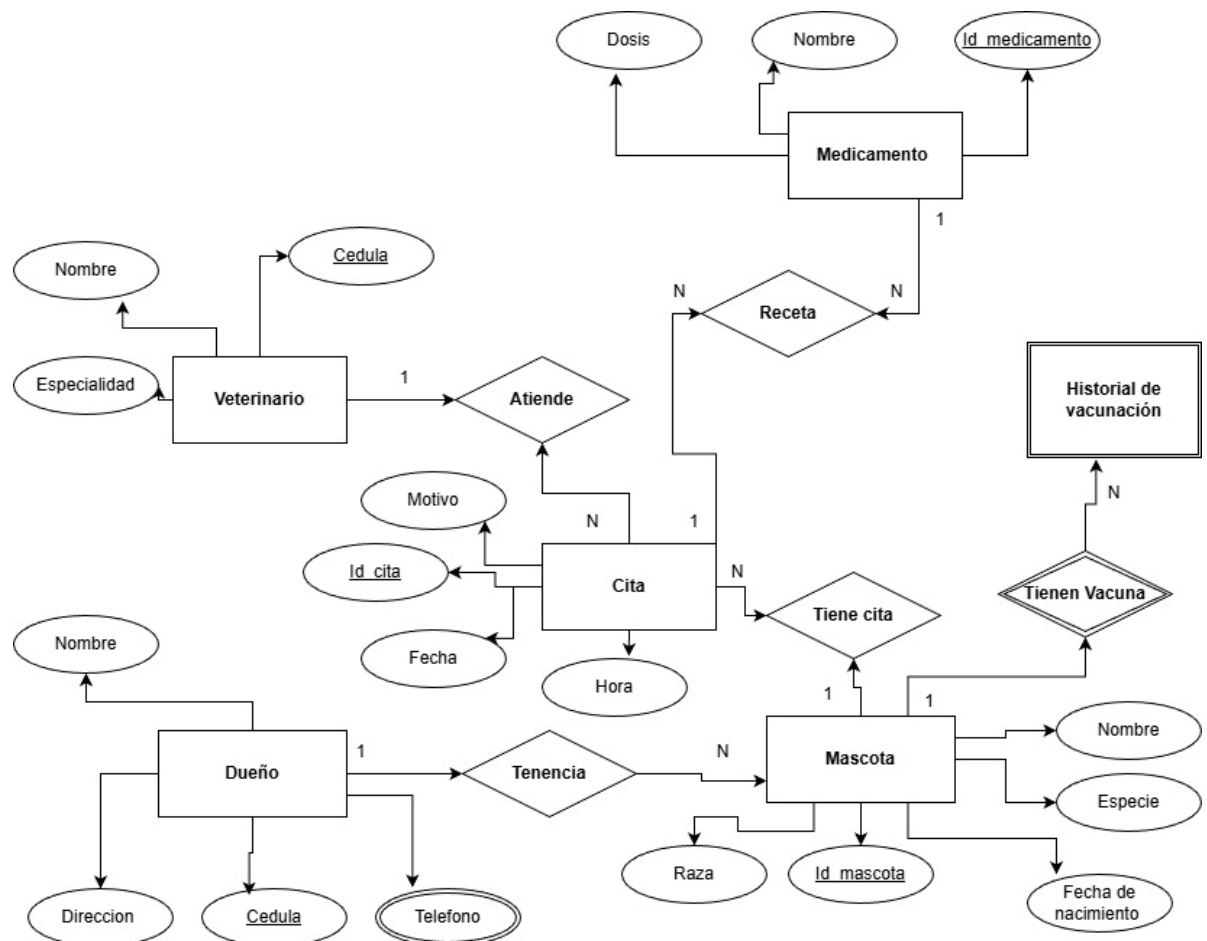 Dosis
Nombre
Id_medicamento
Medicamento
1
N
N
Receta
Nombre
Cedula
Especialidad
Veterinario
1
Atiende
Historial de
vacunación
N
Motivo
N
1
Id_cita
Cita
N
Tiene cita
Tienen Vacuna
Fecha
Hora
Nombre
1
1
Dueño
1
Tenencia
N
Mascota
Nombre
Especie
Raza
Id_mascota
Fecha de
nacimiento
Direccion
Cedula
Telefono